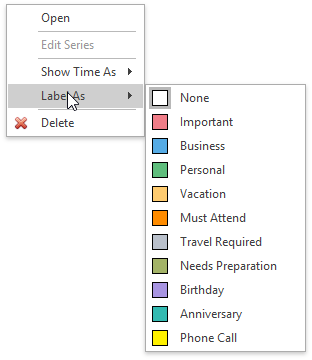 Open
Edit Series
Show Time As
Label As
Delete
None
Important
Business
Personal
Vacation
Must Attend
Travel Required
Needs Preparation
Birthday
Anniversary
Phone Call